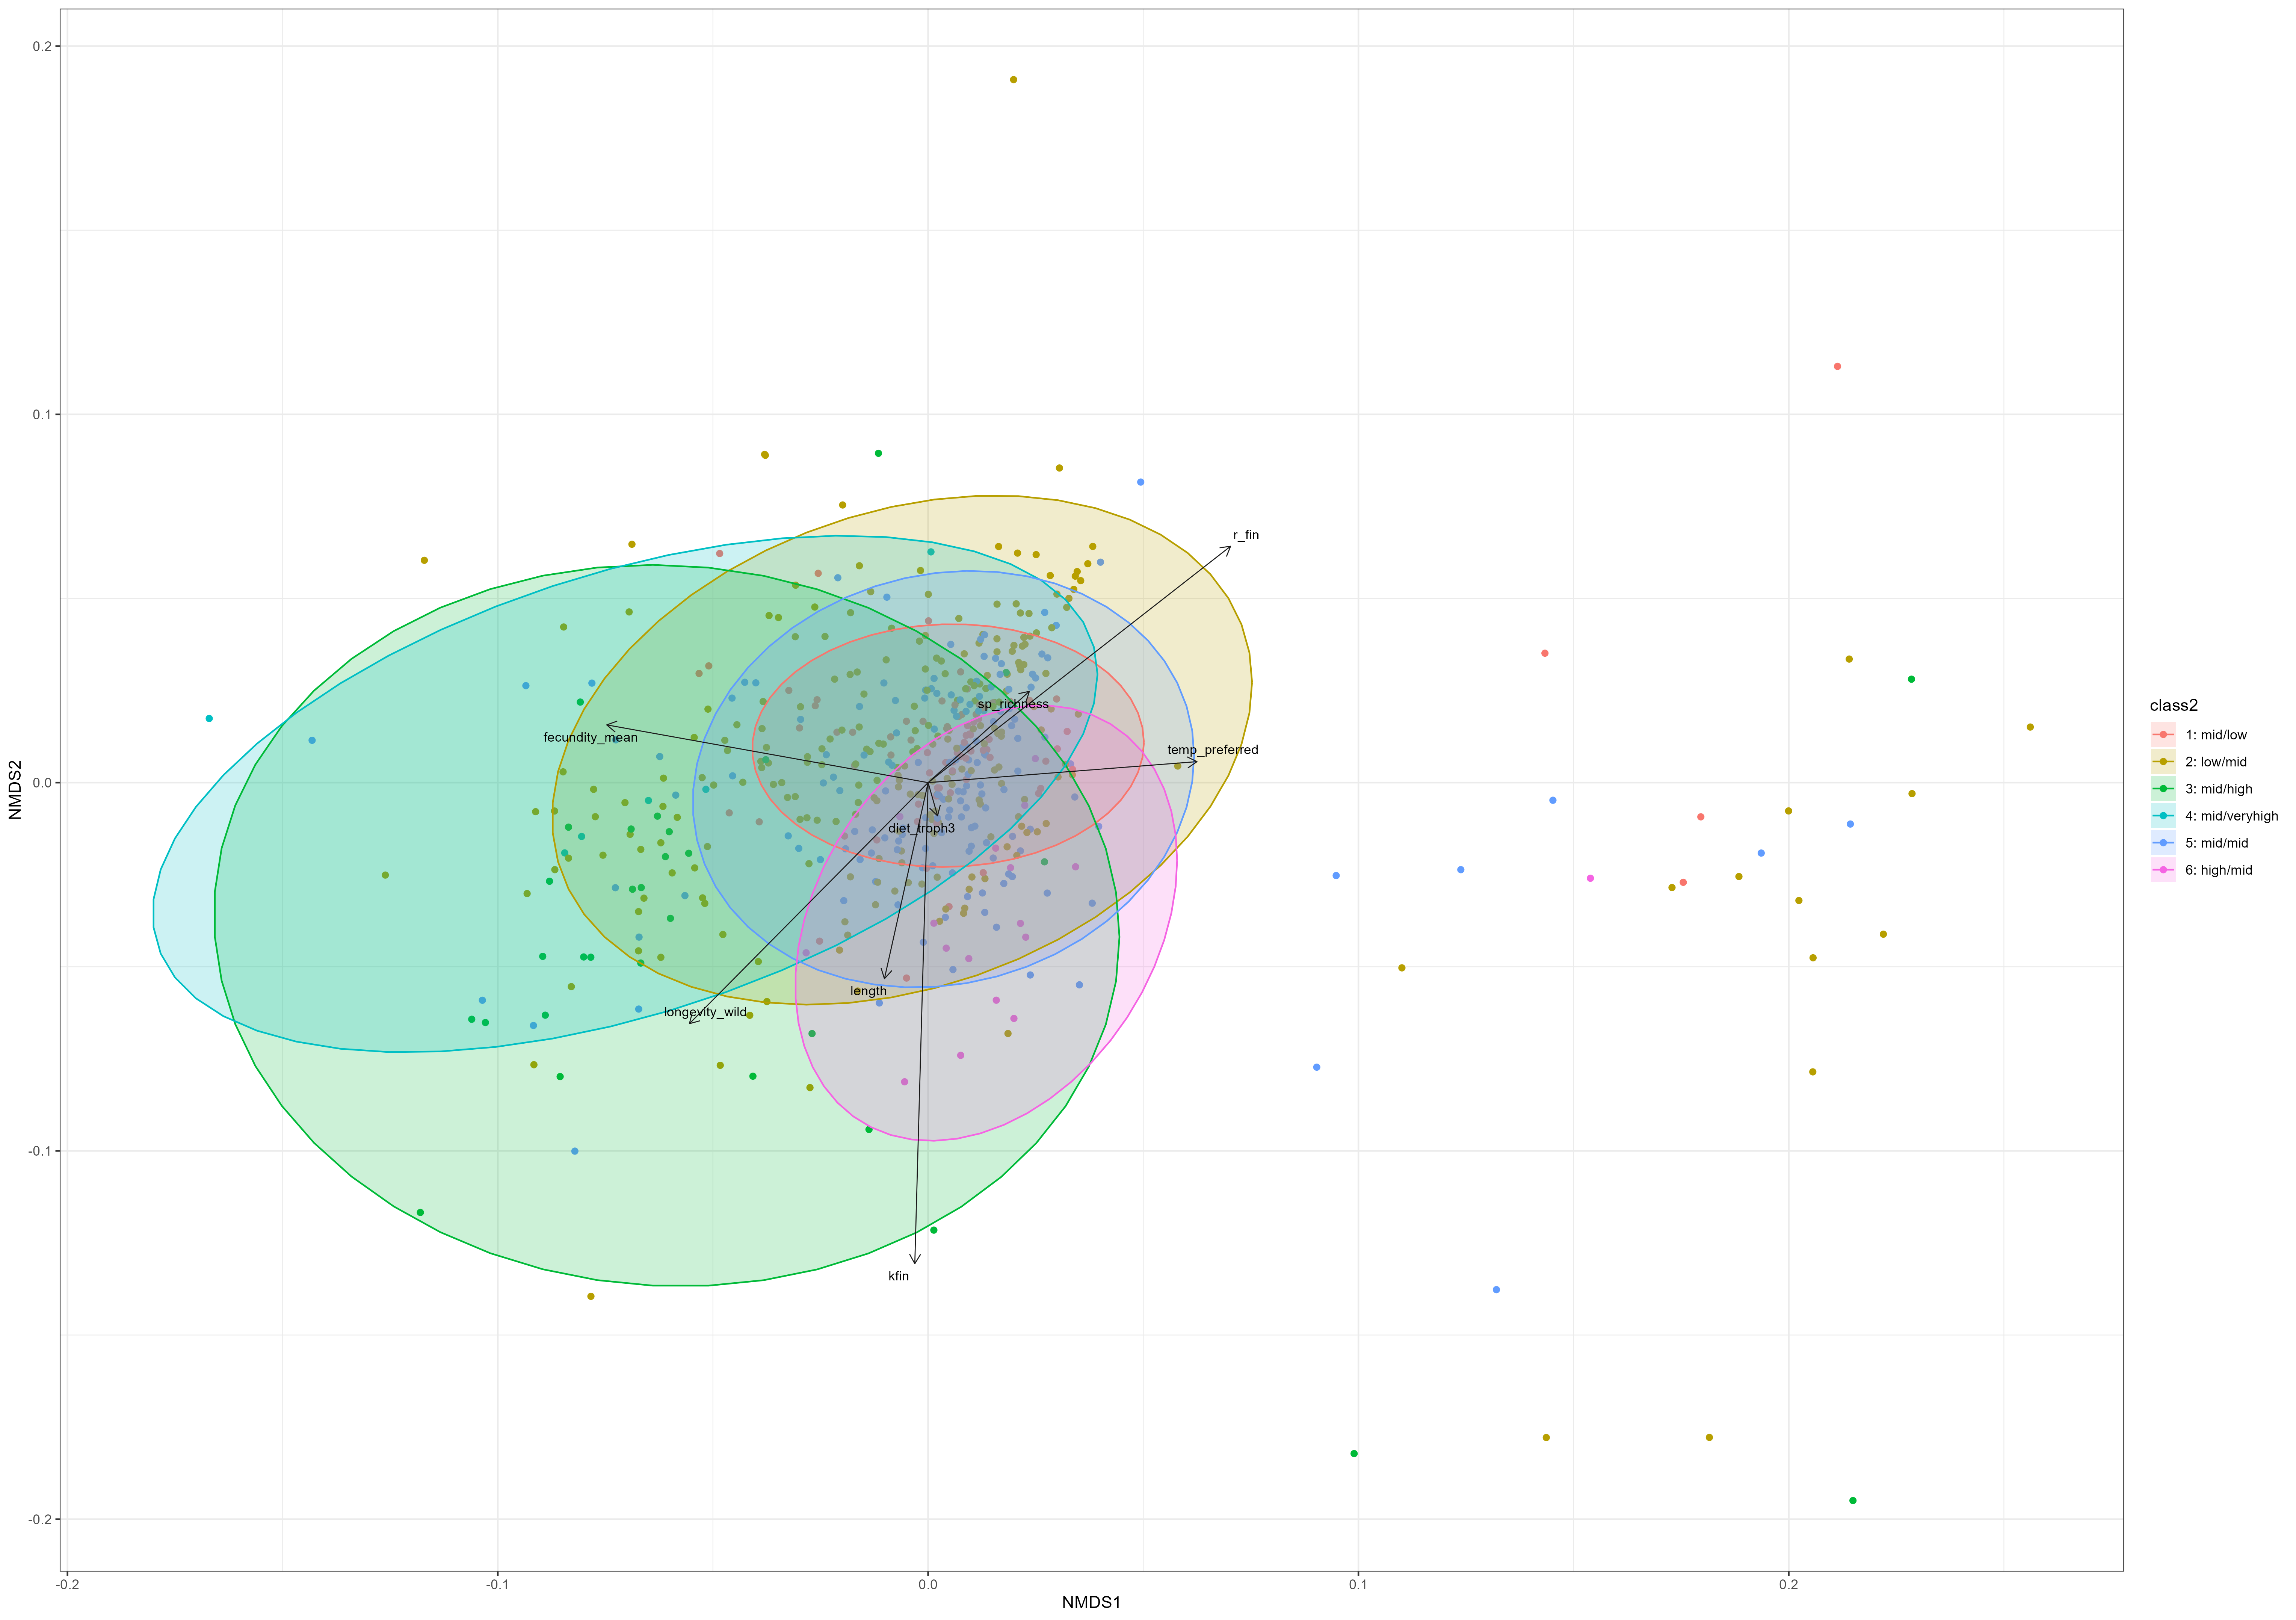 0.2
0.1
0.0
-0.1
-0.2
NMDS2
r_fin
sp_richness
fecundity_mean
temp_preferred
diet_troph3
length
longevity_wild
kfin
-0.2
-0.1
0.0
0.1
0.2
NMDS1
class2
1: mid/low
2: low/mid
3: mid/high
4: mid/veryhigh
5: mid/mid
6: high/mid